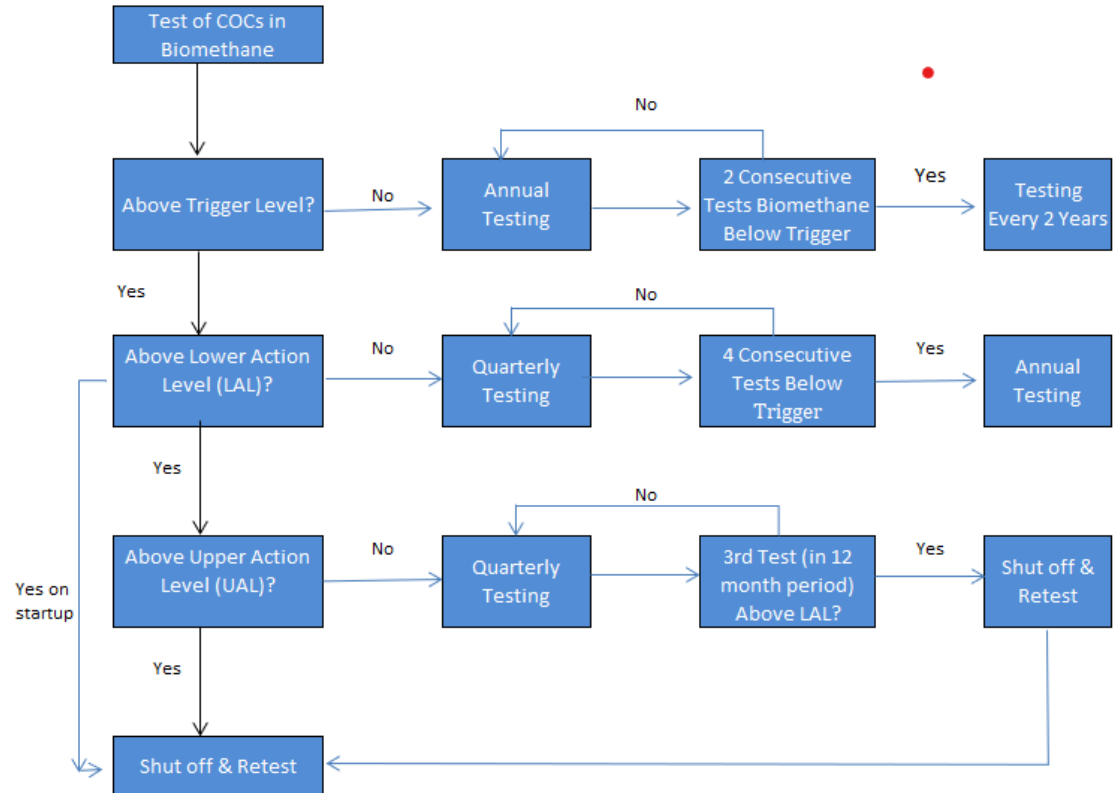 Test of COCs in
Biomethane
No
Above Trigger Level?
No
Annual
Testing
2 Consecutive
Tests Biomethane
Below Trigger
Yes
Testing
Every 2 Years
Yes
No
Above Lower Action
Level (LAL)?
No
Quarterly
Testing
4 Consecutive
Tests Below
Trigger
Yes
Annual
Testing
Yes
No
Above Upper Action
Level (UAL)?
No
Quarterly
Testing
3rd Test (in 12
month period)
Above LAL?
Yes
Shut off &
Retest
Yes on
startup
Yes
Shut off & Retest